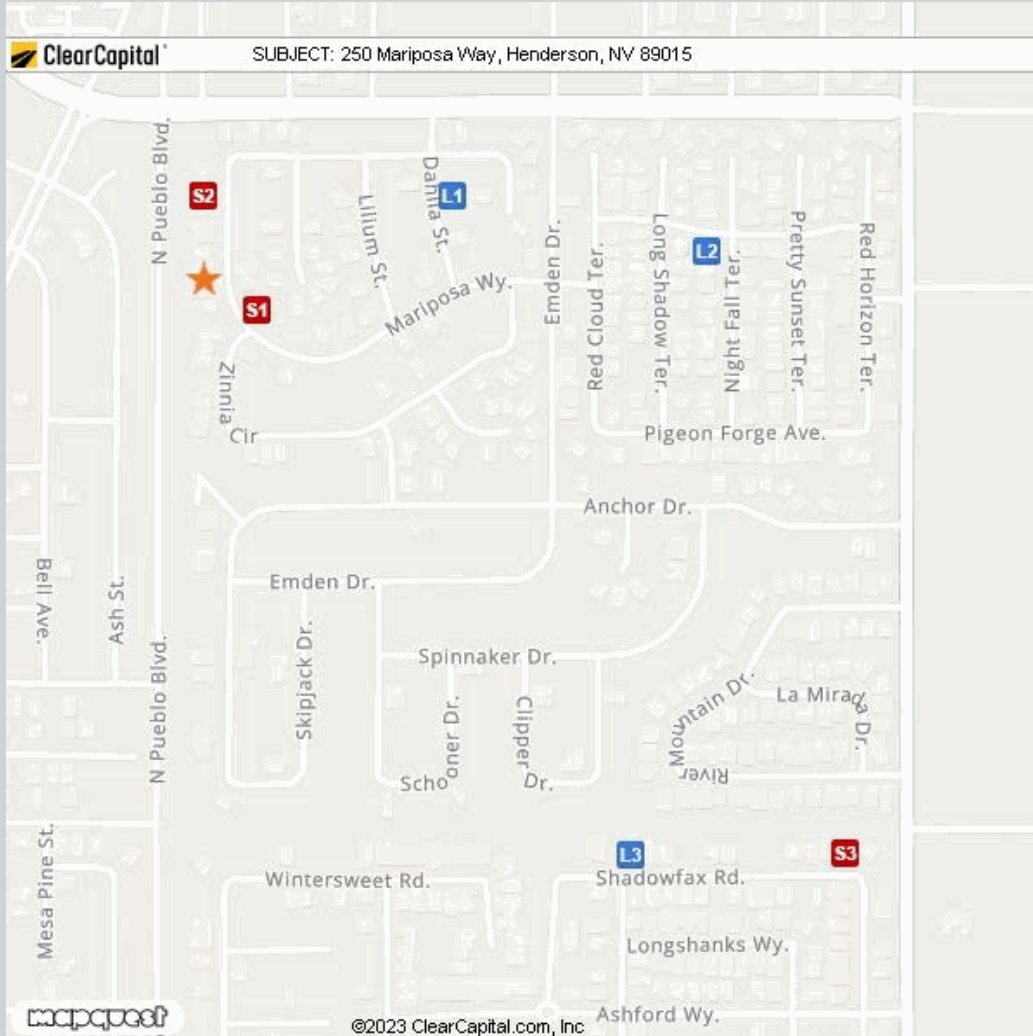 ClearCapital
SUBJECT: 250 Mariposa Way, Henderson, NV 89015
N Pueblo Blvd.
S2
Lilium St.
Dahlia St.
L1
Emden Dr.
Red Cloud Ter.
Long Shadow Ter.
L2
Night Fall Ter.
Pretty Sunset Ter.
Red Horizon Ter.
S1
Mariposa Wy.
Zinnia Cir
Pigeon Forge Ave.
Anchor Dr.
Bell Ave.
Ash St.
Emden Dr.
N Pueblo Blvd.
Skipjack Dr.
Spinnaker Dr.
Schooner Dr.
Clipper Dr.
River Mountain Dr.
La Mirada Dr.
Mesa Pine St.
L3
S3
Wintersweet Rd.
Shadowfax Rd.
Longshanks Wy.
Ashford Wy.
mapquest
©2023 ClearCapital.com, Inc